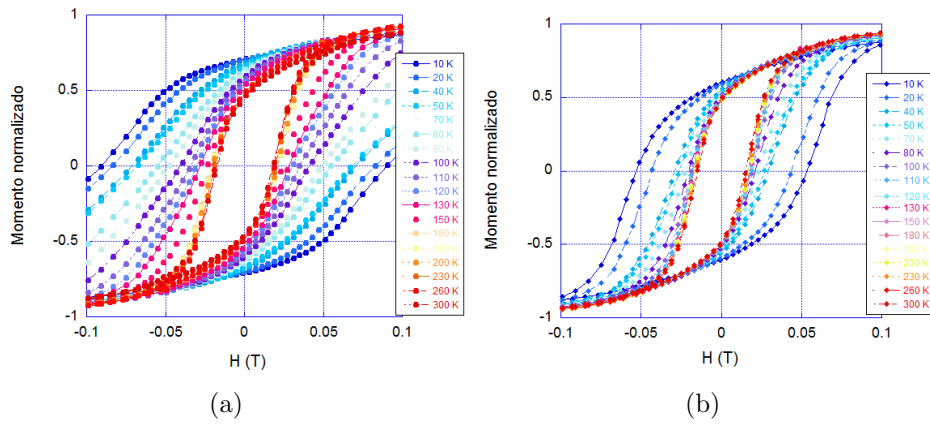 Momento normalizado
1
0.5
0
-0.5
-1
-0.1
-0.05
0
0.05
0.1
H (T)
10 K
20 K
40 K
50 K
70 K
80 K
90 K
100 K
110 K
120 K
130 K
150 K
180 K
190 K
200 K
230 K
260 K
300 K
(a)
Momento normalizado
1
0.5
0
-0.5
-1
-0.1
-0.05
0
0.05
0.1
H (T)
10 K
20 K
40 K
50 K
70 K
80 K
100 K
110 K
120 K
130 K
150 K
180 K
190 K
200 K
230 K
260 K
300 K
(b)